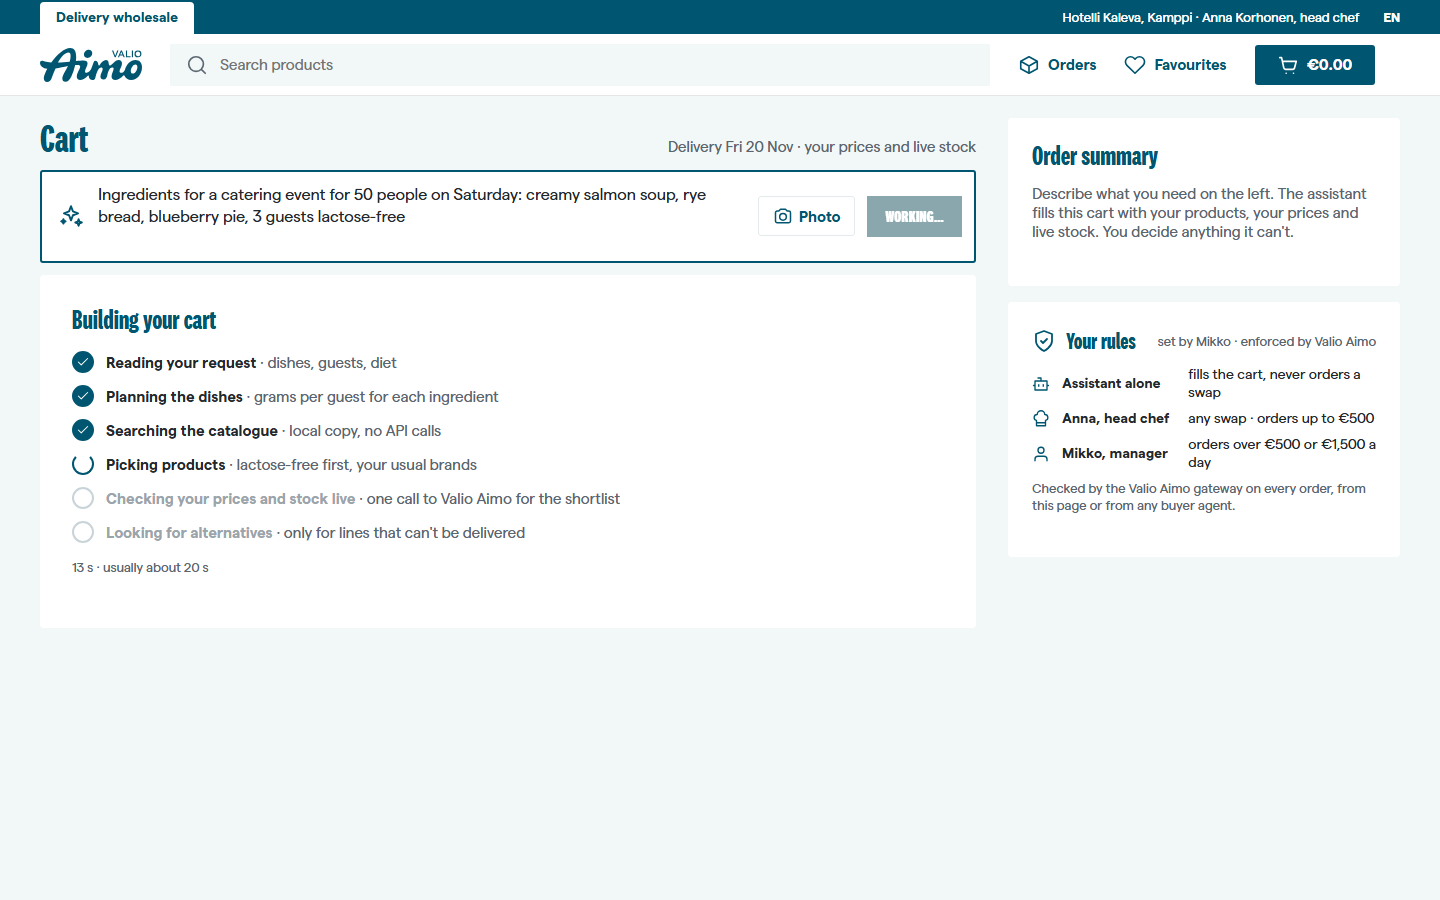 Delivery wholesale
Hotelli Kaleva, Kamppi · Anna Korhonen, head chef
EN
VALIO
Aimo
Search products
Orders
Favourites
€0.00
Cart
Delivery Fri 20 Nov · your prices and live stock
Ingredients for a catering event for 50 people on Saturday: creamy salmon soup, rye
bread, blueberry pie, 3 guests lactose-free
Photo
WORKING...
Building your cart
Reading your request · dishes, guests, diet
Planning the dishes · grams per guest for each ingredient
Searching the catalogue · local copy, no API calls
Picking products · lactose-free first, your usual brands
Checking your prices and stock live · one call to Valio Aimo for the shortlist
Looking for alternatives · only for lines that can't be delivered
13 s · usually about 20 s
Order summary
Describe what you need on the left. The assistant
fills this cart with your products, your prices and
live stock. You decide anything it can't.
Your rules
set by Mikko · enforced by Valio Aimo
Assistant alone
fills the cart, never orders a
swap
Anna, head chef
any swap · orders up to €500
Mikko, manager
orders over €500 or €1,500 a
day
Checked by the Valio Aimo gateway on every order, from
this page or from any buyer agent.